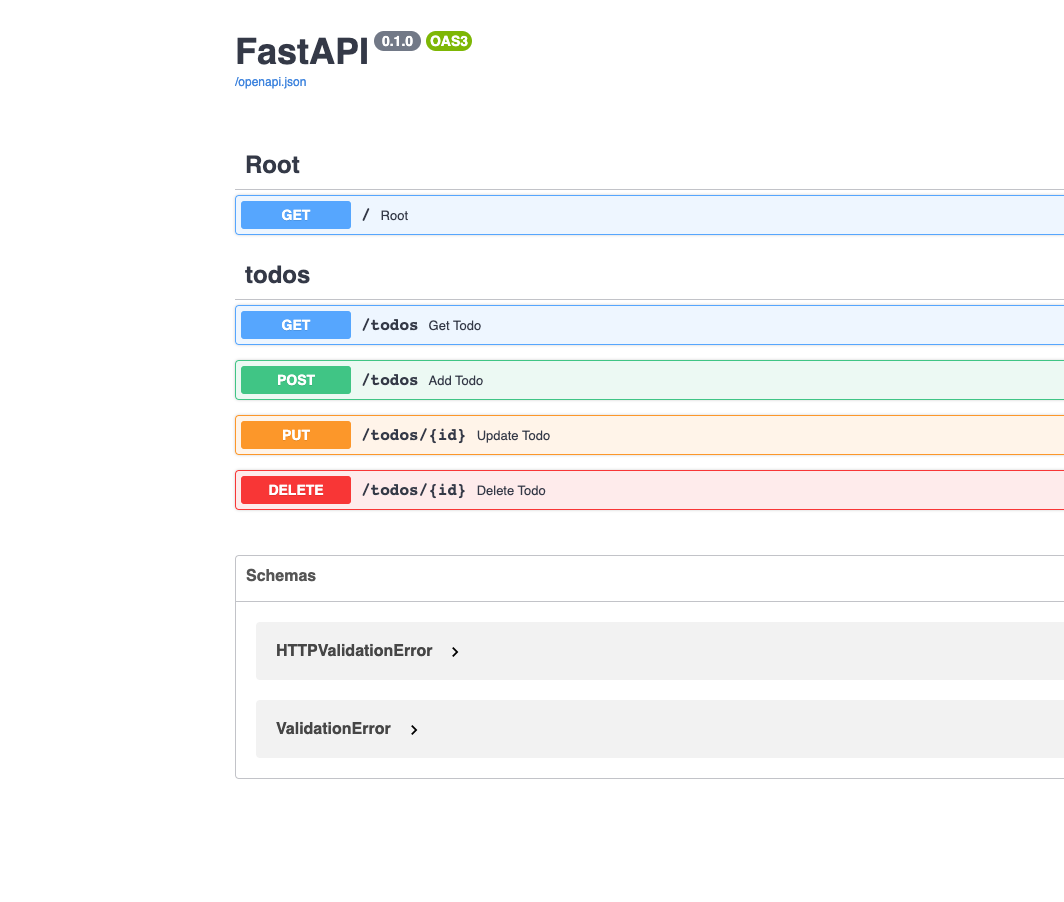 FastAPI 0.1.0 OAS3
/openapi.json
Root
GET / Root
todos
GET /todos Get Todo
POST /todos Add Todo
PUT /todos/{id} Update Todo
DELETE /todos/{id} Delete Todo
Schemas
HTTPValidationError
ValidationError